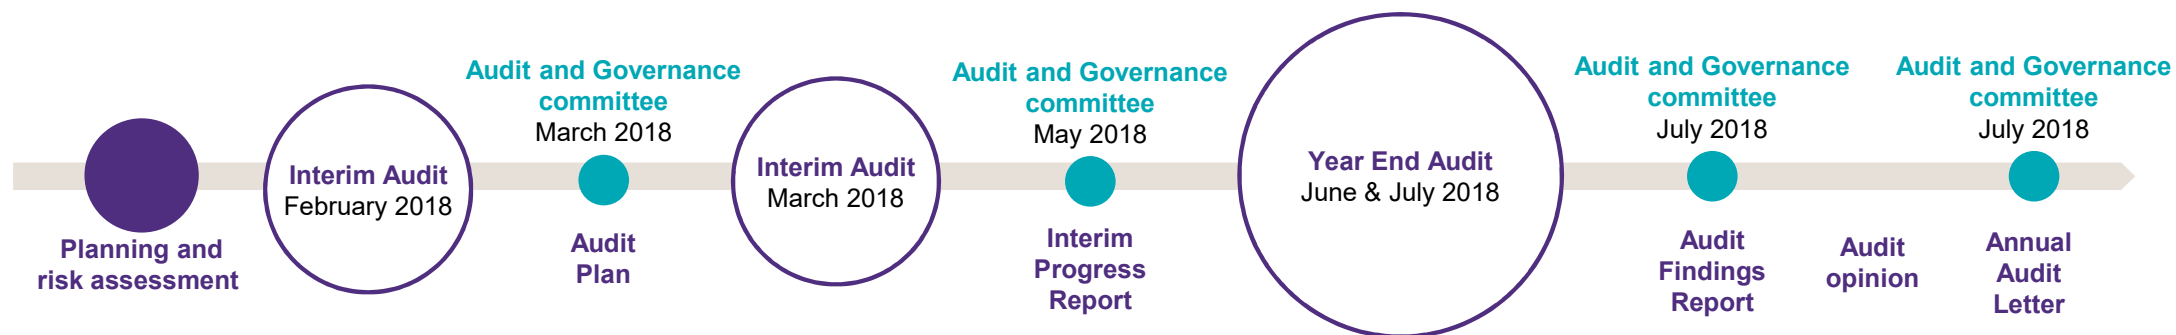 Planning and
risk assessment
Interim Audit
February 2018
Audit and Governance
committee
March 2018
Audit
Plan
Interim Audit
March 2018
Audit and Governance
committee
May 2018
Interim
Progress
Report
Year End Audit
June & July 2018
Audit and Governance
committee
July 2018
Audit
Findings
Report
Audit
opinion
Audit and Governance
committee
July 2018
Annual
Audit
Letter